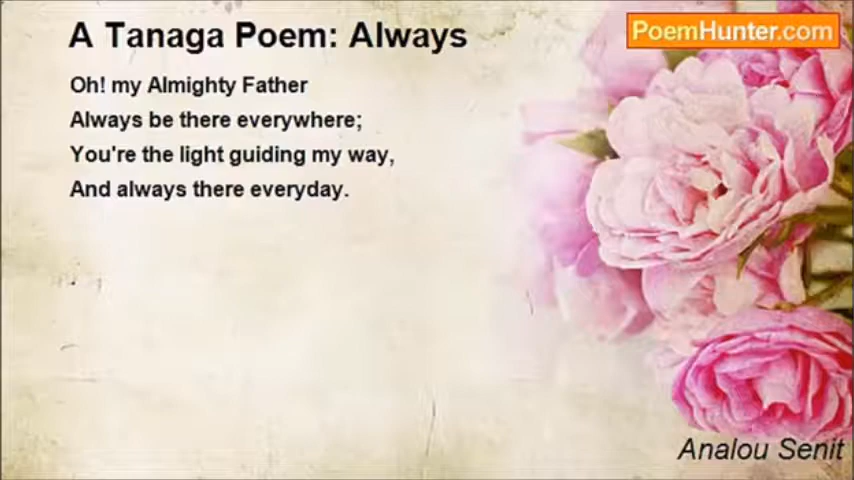 A Tanaga Poem: Always
PoemHunter.com
Oh! my Almighty Father
Always be there everywhere;
You're the light guiding my way,
And always there everyday.
Analou Senit